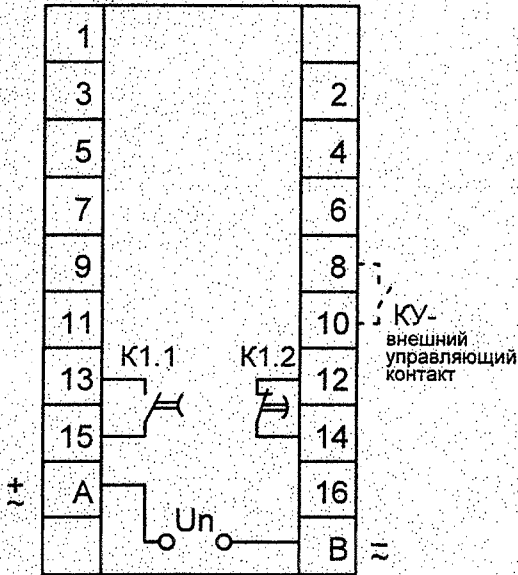 1
3 2
5 4
7 6
9 8
11 10 КУ-
внешний
управляющий
контакт
К1.1 К1.2
13 12
15 14
± ~ А 16
Un
В = ~